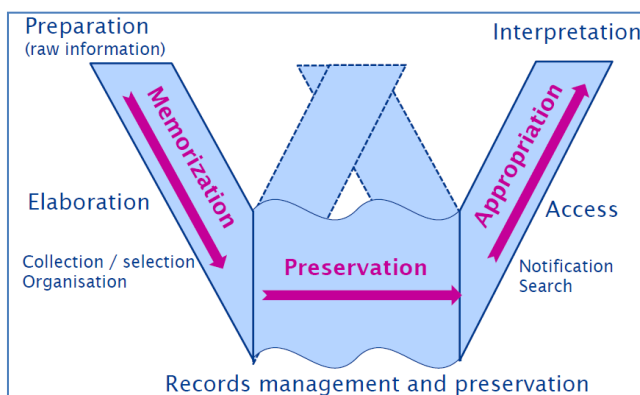 Preparation
(raw information)
Interpretation
Memorization
Appropriation
Elaboration
Access
Collection / selection
Organisation
Preservation
Notification
Search
Records management and preservation